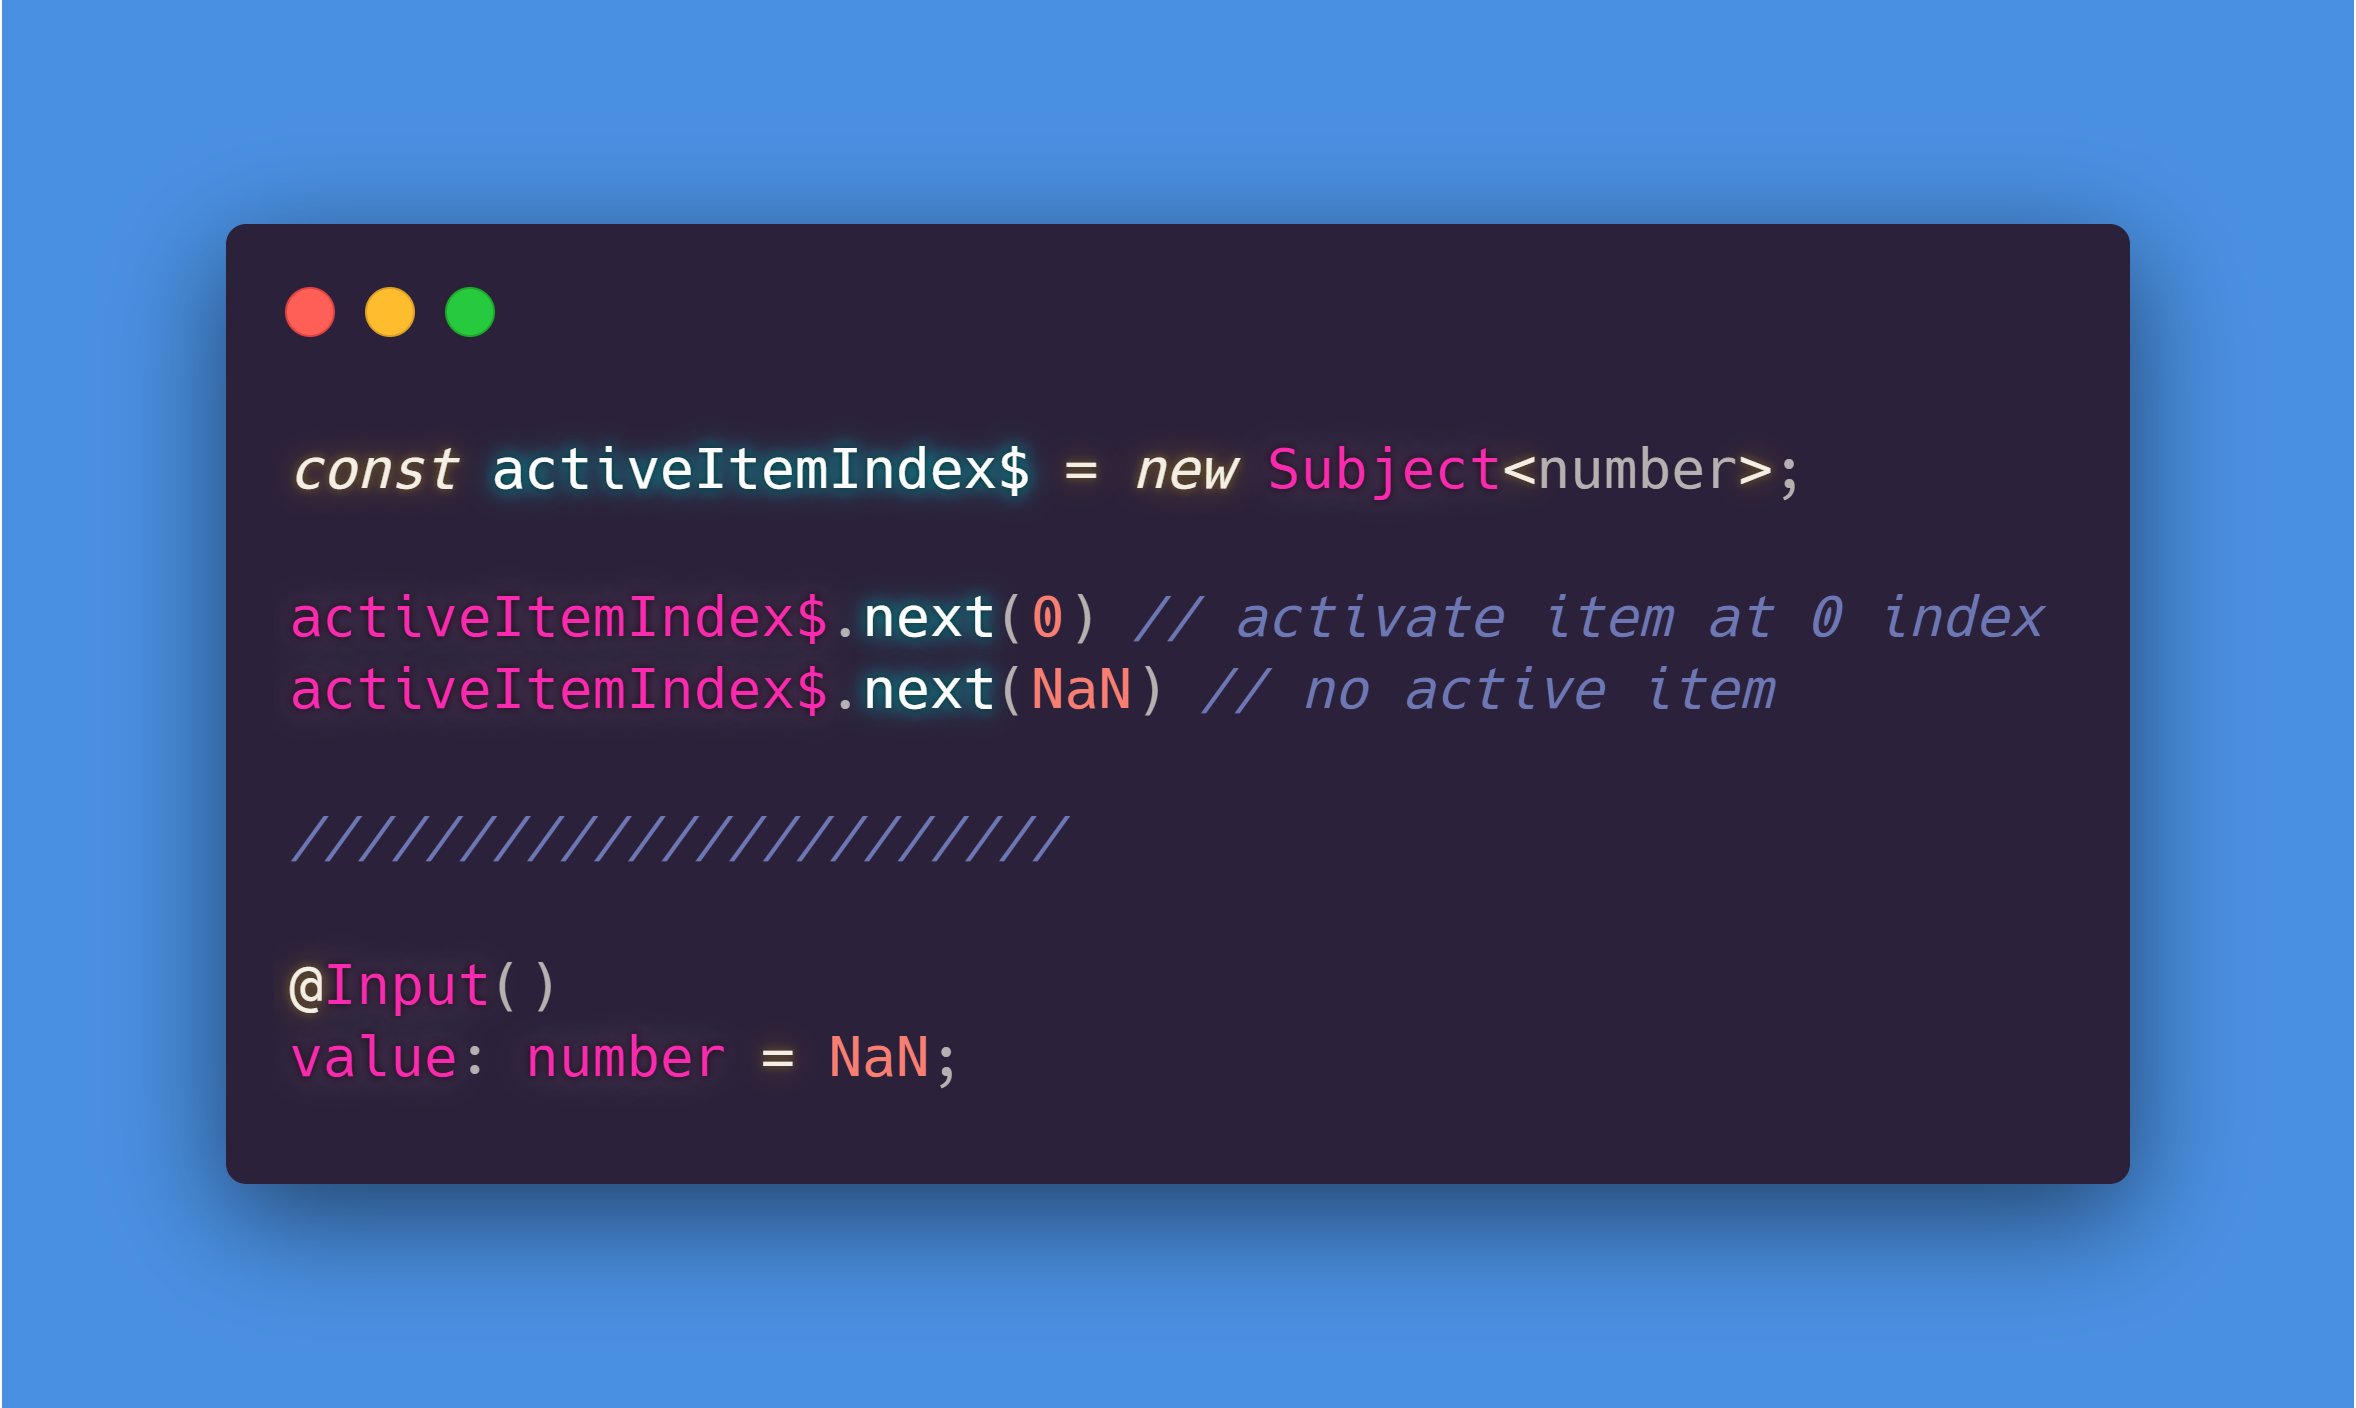 const activeItemIndex$ = new Subject<number>;
activeItemIndex$.next(0) // activate item at 0 index
activeItemIndex$.next(NaN) // no active item
///////////////////////
@Input()
value: number = NaN;